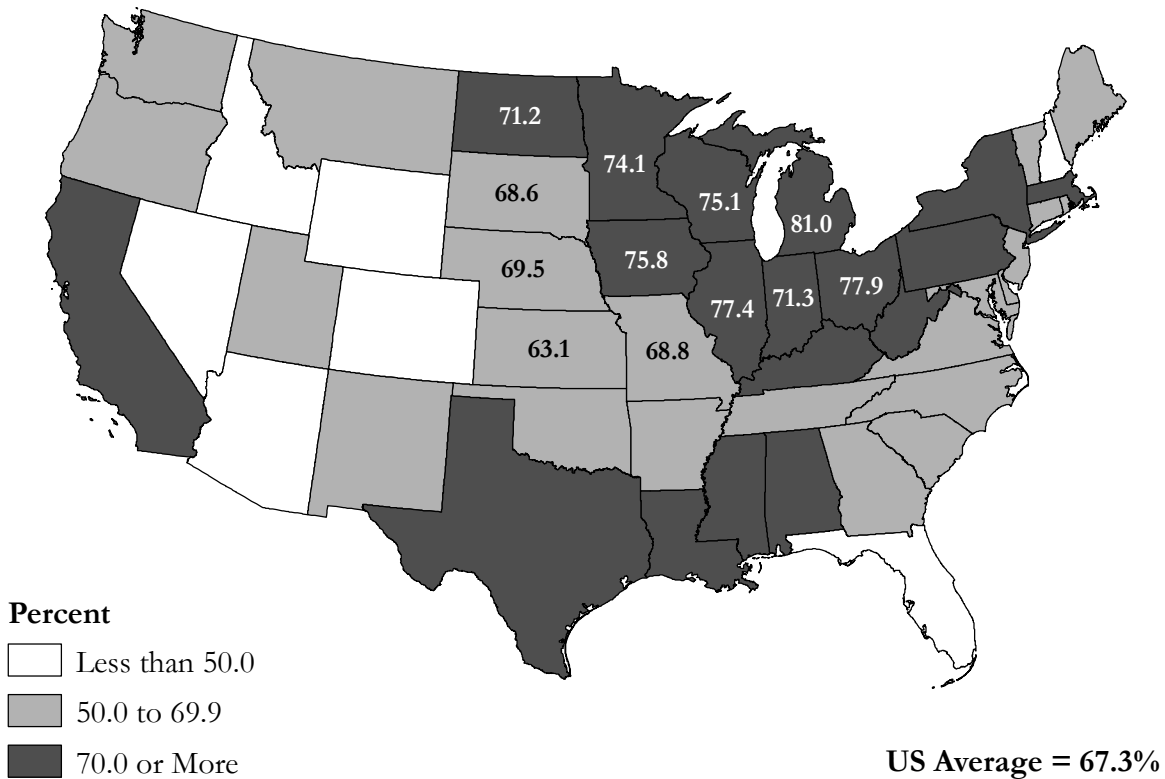 71.2
74.1
68.6
75.1
81.0
69.5
75.8
77.4
71.3
77.9
63.1
68.8
Percent
Less than 50.0
50.0 to 69.9
70.0 or More
US Average = 67.3%